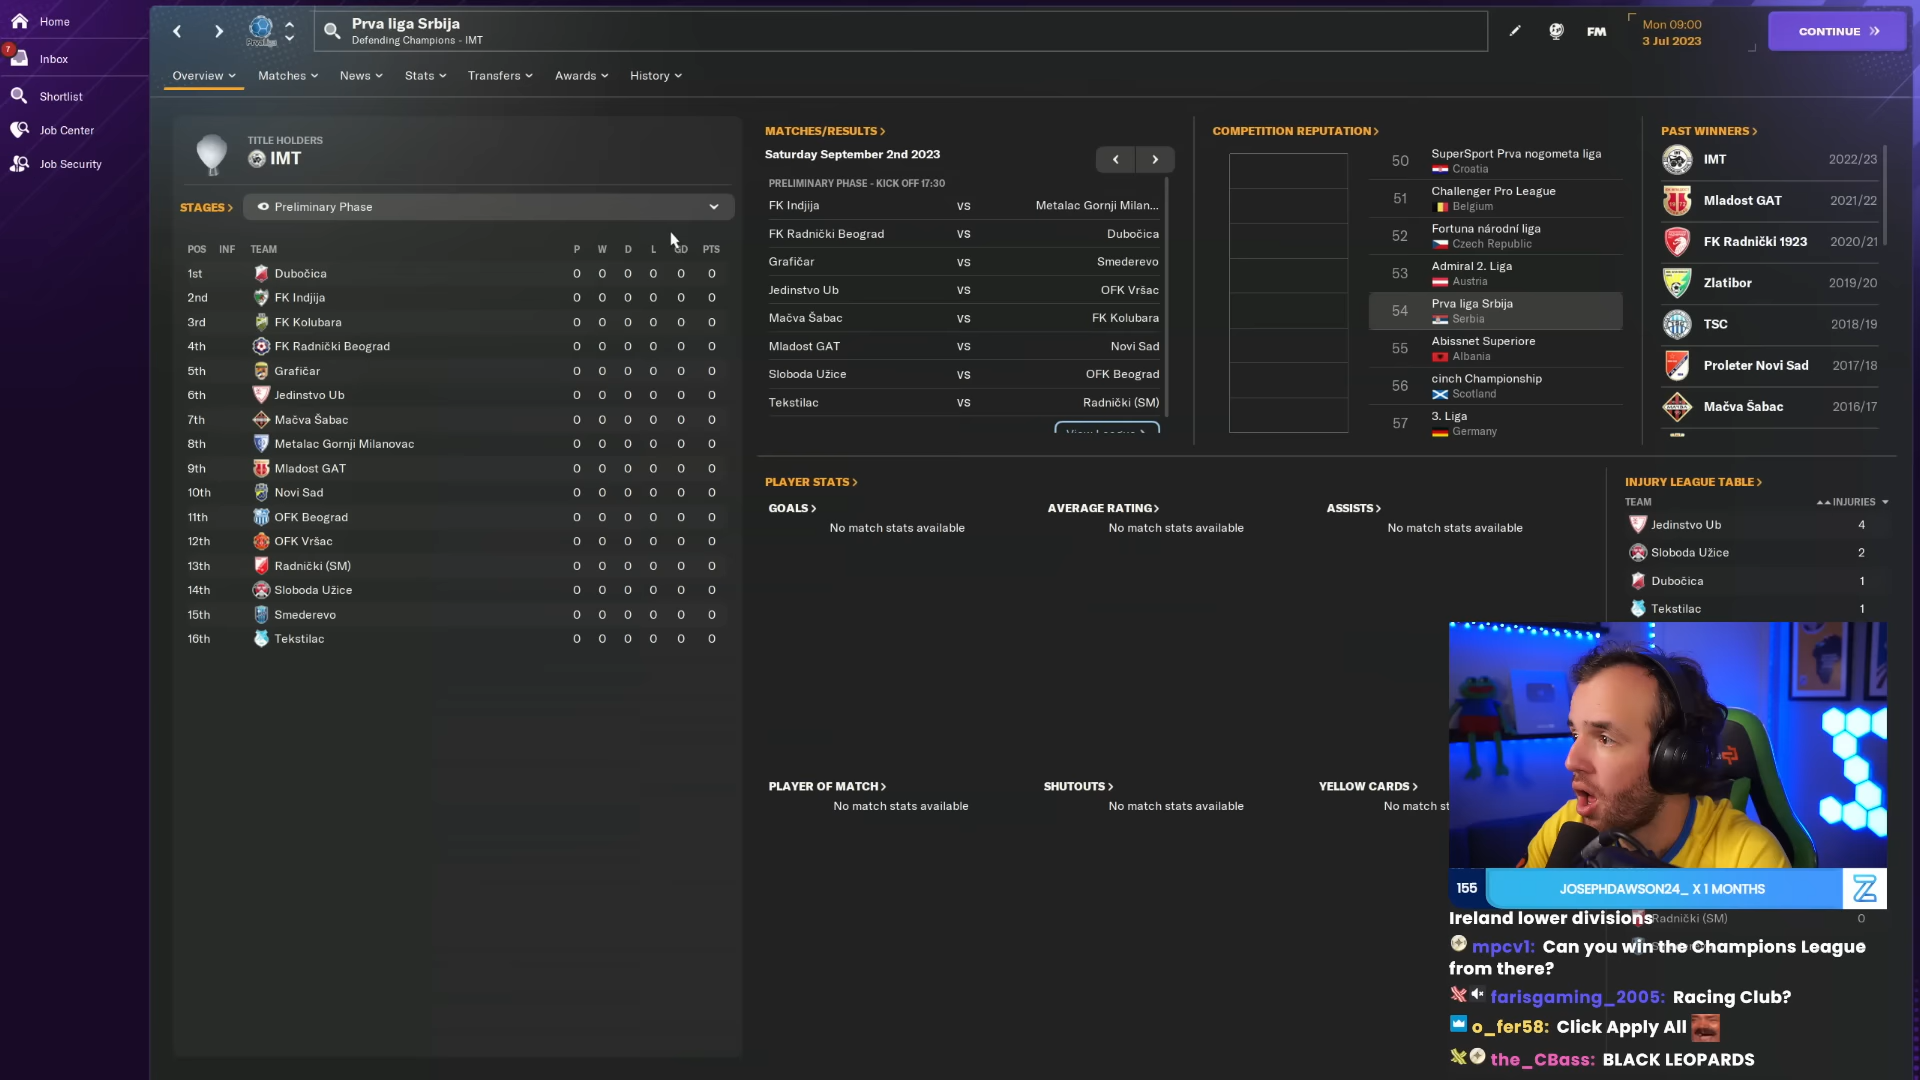 Home
7
Inbox
Shortlist
Job Center
Job Security
Prva liga Srbija
Defending Champions - IMT
FM
Mon 09:00
3 Jul 2023
CONTINUE
Overview
Matches
News
Stats
Transfers
Awards
History
TITLE HOLDERS
IMT
STAGES
Preliminary Phase
POS INF TEAM P W D L GD PTS
1st Dubočica 0 0 0 0 0 0
2nd FK Indjija 0 0 0 0 0 0
3rd FK Kolubara 0 0 0 0 0 0
4th FK Radnički Beograd 0 0 0 0 0 0
5th Grafičar 0 0 0 0 0 0
6th Jedinstvo Ub 0 0 0 0 0 0
7th Mačva Šabac 0 0 0 0 0 0
8th Metalac Gornji Milanovac 0 0 0 0 0 0
9th Mladost GAT 0 0 0 0 0 0
10th Novi Sad 0 0 0 0 0 0
11th OFK Beograd 0 0 0 0 0 0
12th OFK Vršac 0 0 0 0 0 0
13th Radnički (SM) 0 0 0 0 0 0
14th Sloboda Užice 0 0 0 0 0 0
15th Smederevo 0 0 0 0 0 0
16th Tekstilac 0 0 0 0 0 0
MATCHES/RESULTS
Saturday September 2nd 2023
PRELIMINARY PHASE - KICK OFF 17:30
FK Indjija VS Metalac Gornji Milan...
FK Radnički Beograd VS Dubočica
Grafičar VS Smederevo
Jedinstvo Ub VS OFK Vršac
Mačva Šabac VS FK Kolubara
Mladost GAT VS Novi Sad
Sloboda Užice VS OFK Beograd
Tekstilac VS Radnički (SM)
COMPETITION REPUTATION
50 SuperSport Prva nogometa liga
Croatia
51 Challenger Pro League
Belgium
52 Fortuna národní liga
Czech Republic
53 Admiral 2. Liga
Austria
54 Prva liga Srbija
Serbia
55 Abissnet Superiore
Albania
56 cinch Championship
Scotland
57 3. Liga
Germany
PAST WINNERS
IMT 2022/23
Mladost GAT 2021/22
FK Radnički 1923 2020/21
Zlatibor 2019/20
TSC 2018/19
Proleter Novi Sad 2017/18
Mačva Šabac 2016/17
PLAYER STATS
GOALS
No match stats available
AVERAGE RATING
No match stats available
ASSISTS
No match stats available
PLAYER OF MATCH
No match stats available
SHUTOUTS
No match stats available
YELLOW CARDS
No match st
INJURY LEAGUE TABLE
TEAM INJURIES
Jedinstvo Ub 4
Sloboda Užice 2
Dubočica 1
Tekstilac 1
155 JOSEPHDAWSON24_ X 1 MONTHS Z
Ireland lower divisions
Radnički (SM) 0
mpcv1: Can you win the Champions League
from there?
farisgaming_2005: Racing Club?
o_fer58: Click Apply All
the_CBass: BLACK LEOPARDS